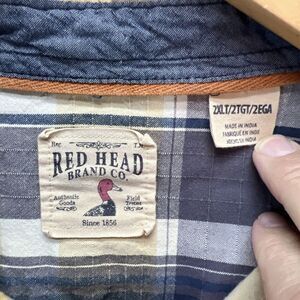 Reg.
T.M.
RED HEAD
BRAND CO.
Authentic
Goods
Field
Tested
Since 1856
2XLT/2TGT/2EGA
MADE IN INDIA
FABRIQUÉ EN INDE
HECHO EN INDIA